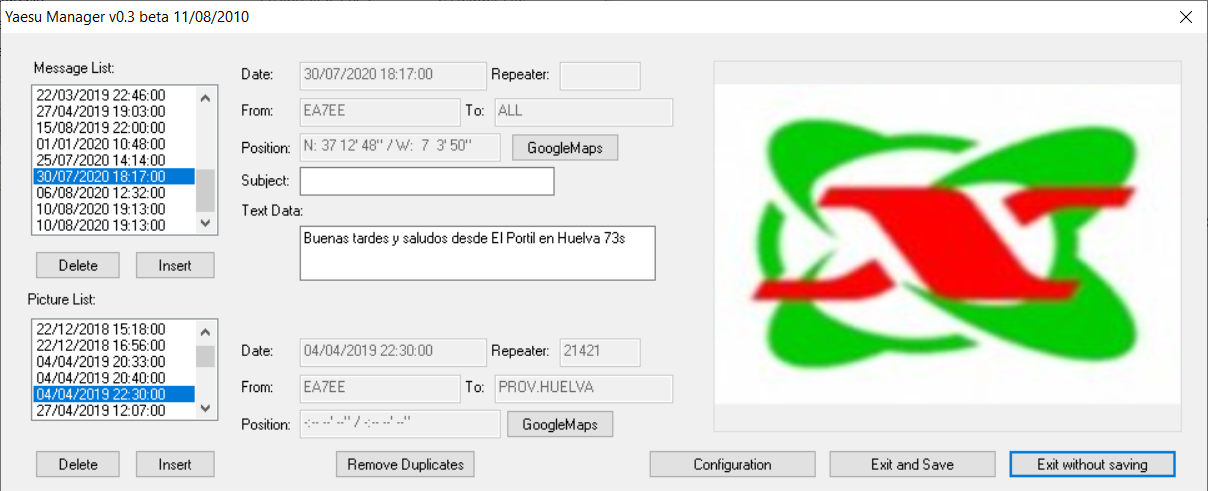 Yaesu Manager v0.3 beta 11/08/2010
Message List:
22/03/2019 22:46:00
27/04/2019 19:03:00
15/08/2019 22:00:00
01/01/2020 10:48:00
25/07/2020 14:14:00
30/07/2020 18:17:00
06/08/2020 12:32:00
10/08/2020 19:13:00
10/08/2020 19:13:00
Delete
Insert
Date: 30/07/2020 18:17:00 Repeater:
From: EA7EE To: ALL
Position: N: 37 12' 48'' / W: 7 3' 50'' GoogleMaps
Subject:
Text Data:
Buenas tardes y saludos desde El Portil en Huelva 73s
Picture List:
22/12/2018 15:18:00
22/12/2018 16:56:00
04/04/2019 20:33:00
04/04/2019 20:40:00
04/04/2019 22:30:00
27/04/2019 12:07:00
Date: 04/04/2019 22:30:00 Repeater: 21421
From: EA7EE To: PROV.HUELVA
Position: -:-- --' --'' / -:-- --' --'' GoogleMaps
Delete
Insert
Remove Duplicates
Configuration
Exit and Save
Exit without saving